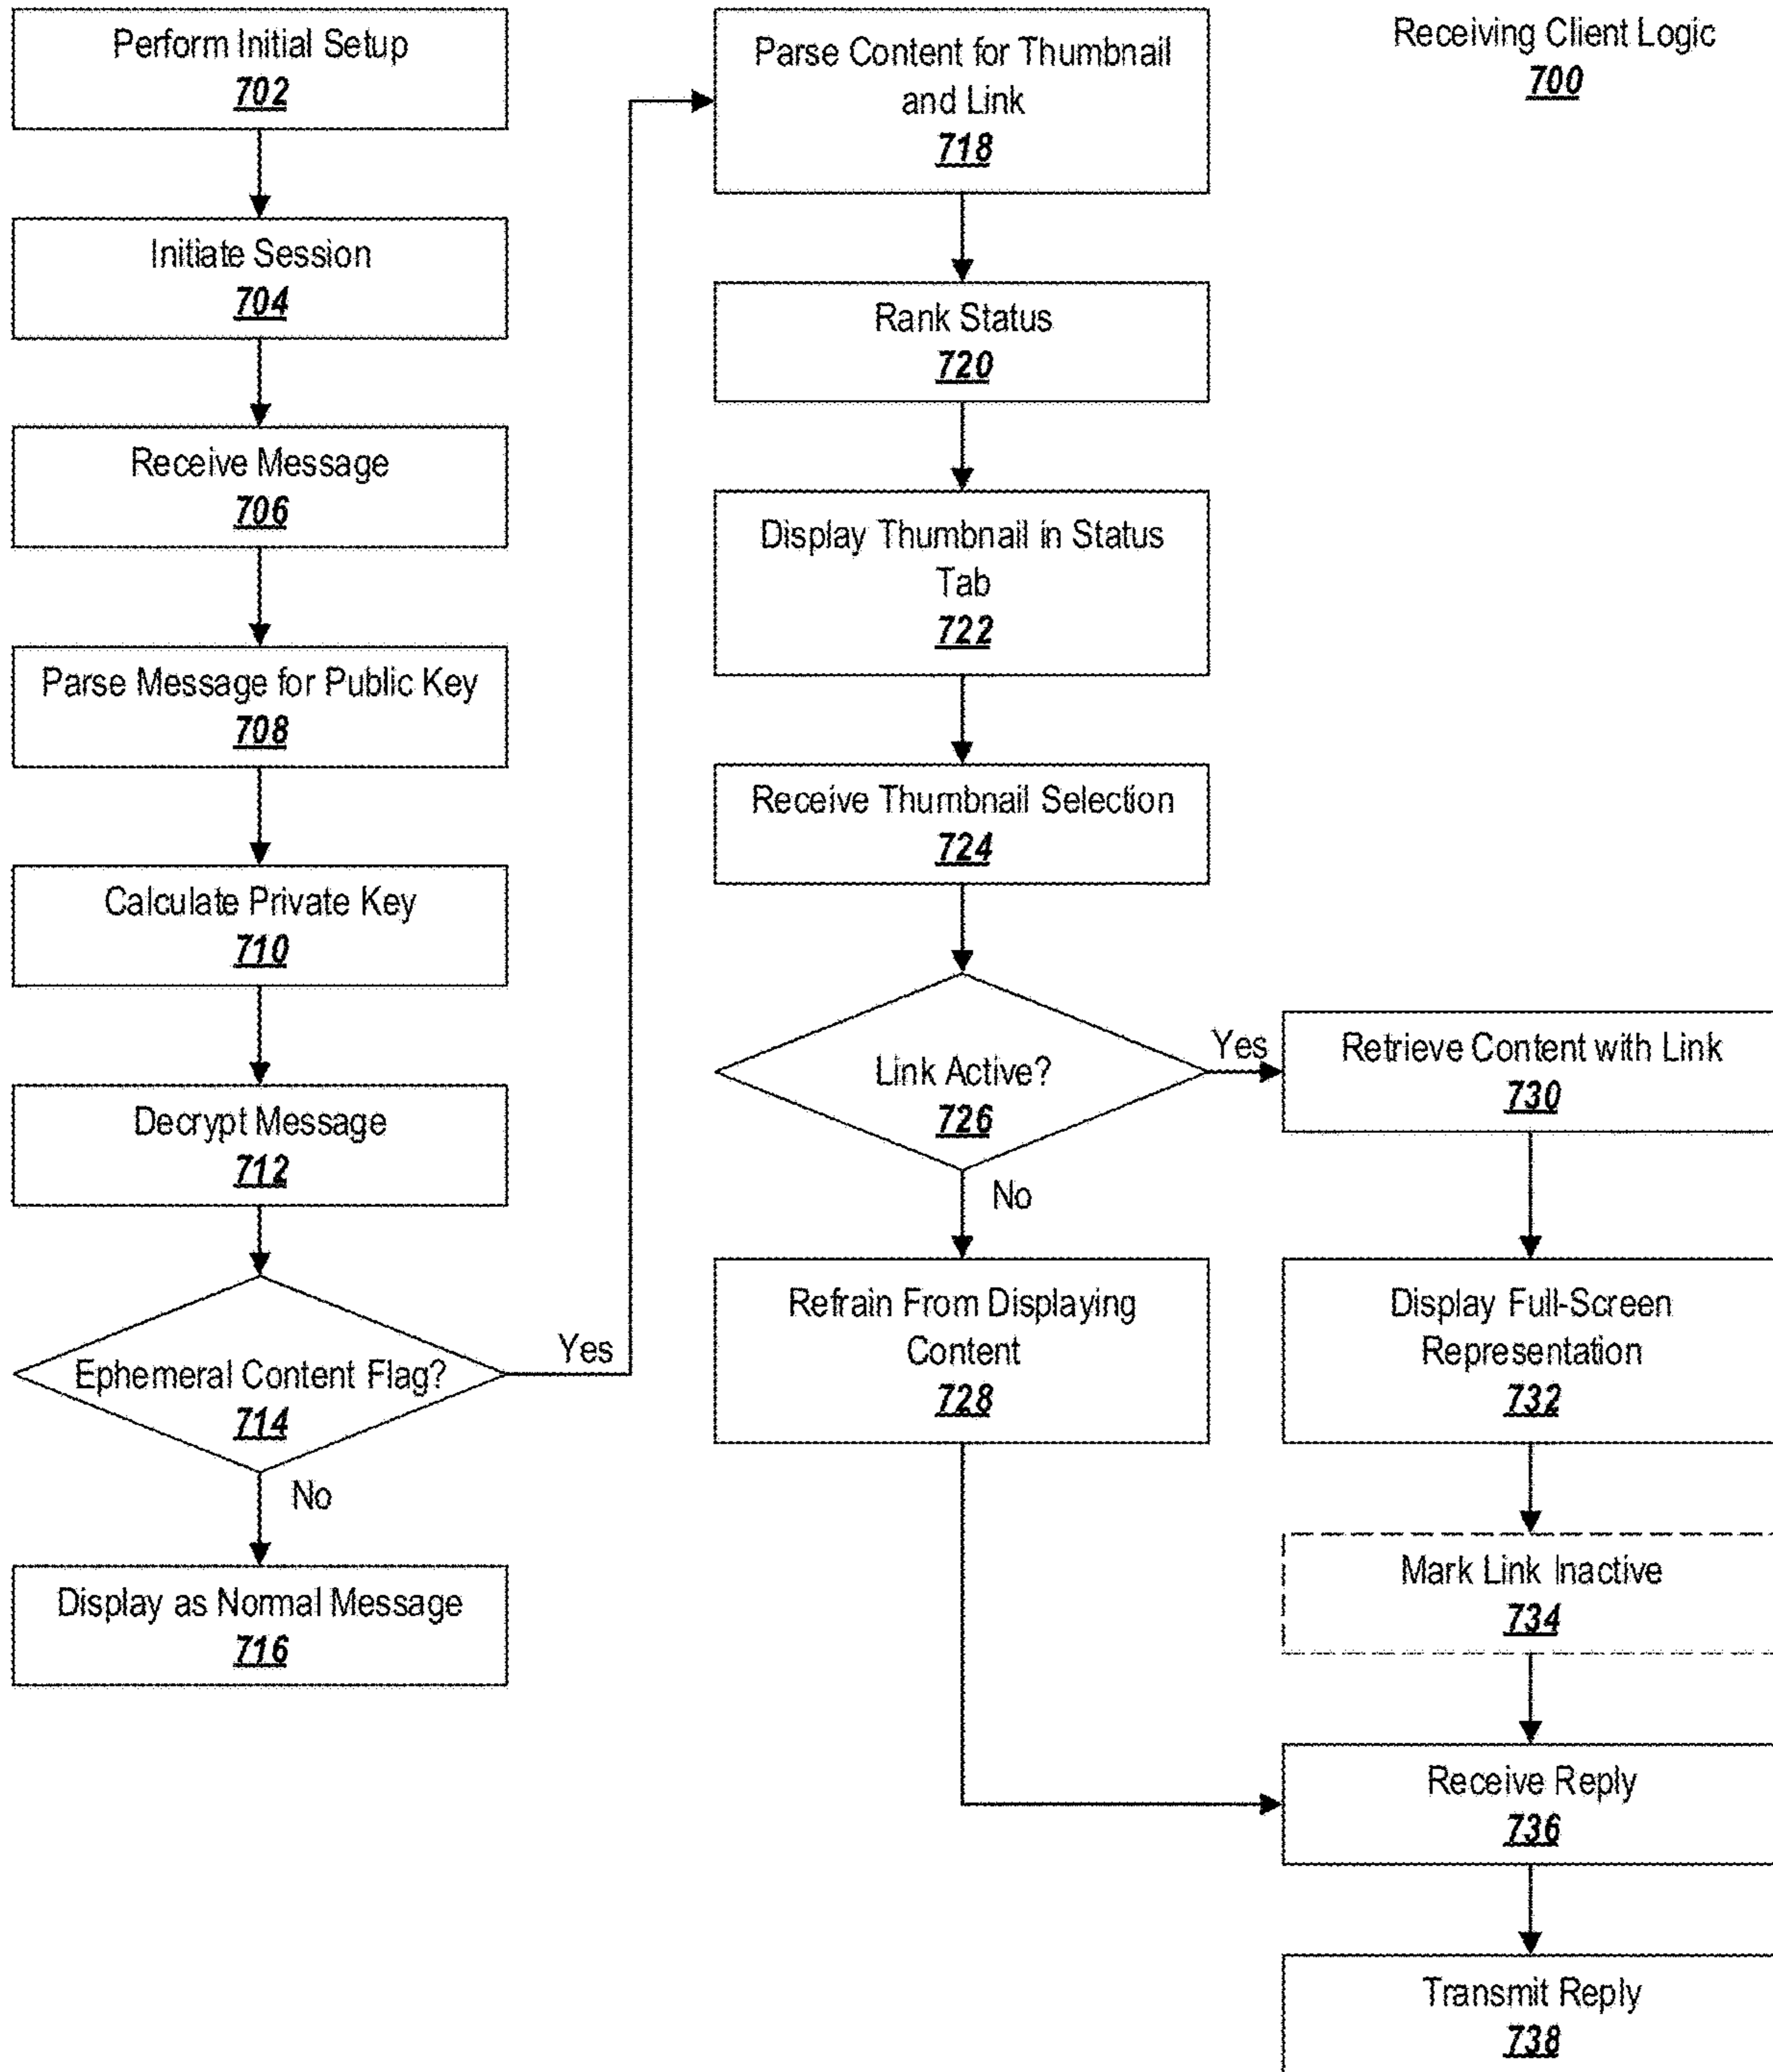 Perform Initial Setup
702
Initiate Session
704
Receive Message
706
Parse Message for Public Key
708
Calculate Private Key
710
Decrypt Message
712
Ephemeral Content Flag?
714
Yes
No
Display as Normal Message
716
Parse Content for Thumbnail
and Link
718
Rank Status
720
Display Thumbnail in Status
Tab
722
Receive Thumbnail Selection
724
Link Active?
726
Yes
No
Refrain From Displaying
Content
728
Receiving Client Logic
700
Retrieve Content with Link
730
Display Full-Screen
Representation
732
Mark Link Inactive
734
Receive Reply
736
Transmit Reply
738